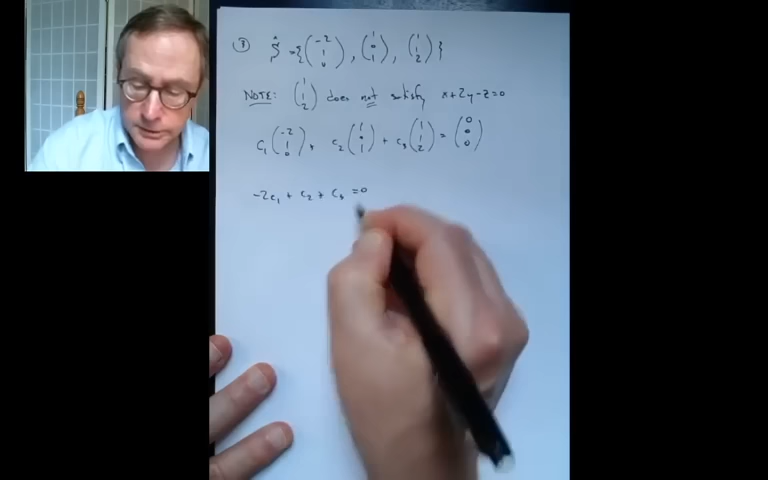 ③ Ŝ = {(-2 1 0), (1 0 1), (1 1 2)}
NOTE: (1 1 2) does not satisfy x+2y-z=0
c₁(-2 1 0) + c₂(1 0 1) + c₃(1 1 2) = (0 0 0)
-2c₁ + c₂ + c₃ = 0